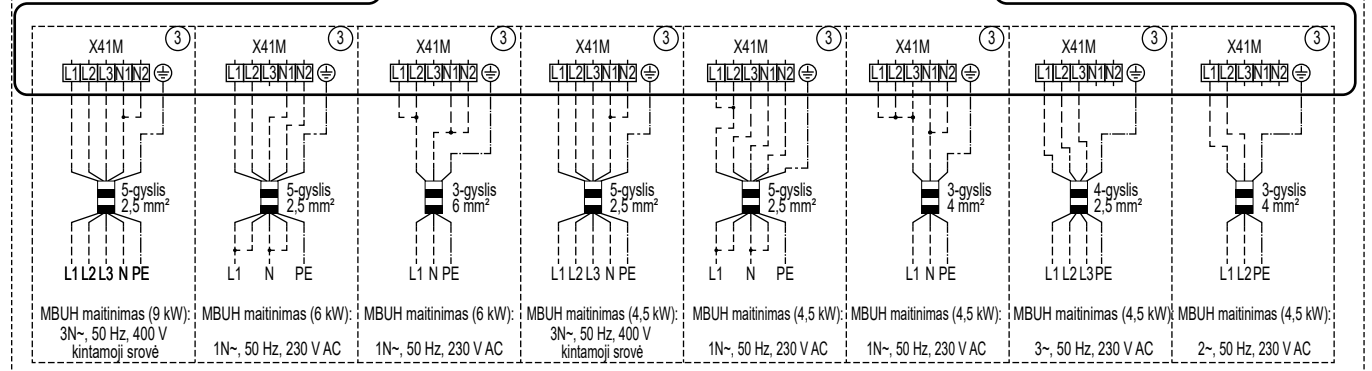 3 3 3 3 3 3 3 3
X41M X41M X41M X41M X41M X41M X41M X41M
L1 L2 L3 N1 N2 L1 L2 L3 N1 N2 L1 L2 L3 N1 N2 L1 L2 L3 N1 N2 L1 L2 L3 N1 N2 L1 L2 L3 N1 N2 L1 L2 L3 N1 N2 L1 L2 L3 N1 N2
5-gyslis 5-gyslis 3-gyslis 5-gyslis 5-gyslis 3-gyslis 4-gyslis 3-gyslis
2,5 mm² 2,5 mm² 6 mm² 2,5 mm² 2,5 mm² 4 mm² 2,5 mm² 4 mm²
L1 L2 L3 N PE L1 N PE L1 N PE L1 L2 L3 N PE L1 N PE L1 N PE L1 L2 L3 PE L1 L2 PE
MBUH maitinimas (9 kW): MBUH maitinimas (6 kW): MBUH maitinimas (6 kW): MBUH maitinimas (4,5 kW): MBUH maitinimas (4,5 kW): MBUH maitinimas (4,5 kW): MBUH maitinimas (4,5 kW) MBUH maitinimas (4,5 kW):
3N~, 50 Hz, 400 V 3N~, 50 Hz, 400 V
1N~, 50 Hz, 230 V AC 1N~, 50 Hz, 230 V AC 1N~, 50 Hz, 230 V AC 1N~, 50 Hz, 230 V AC 3~, 50 Hz, 230 V AC 2~, 50 Hz, 230 V AC
kintamoji srovė kintamoji srovė